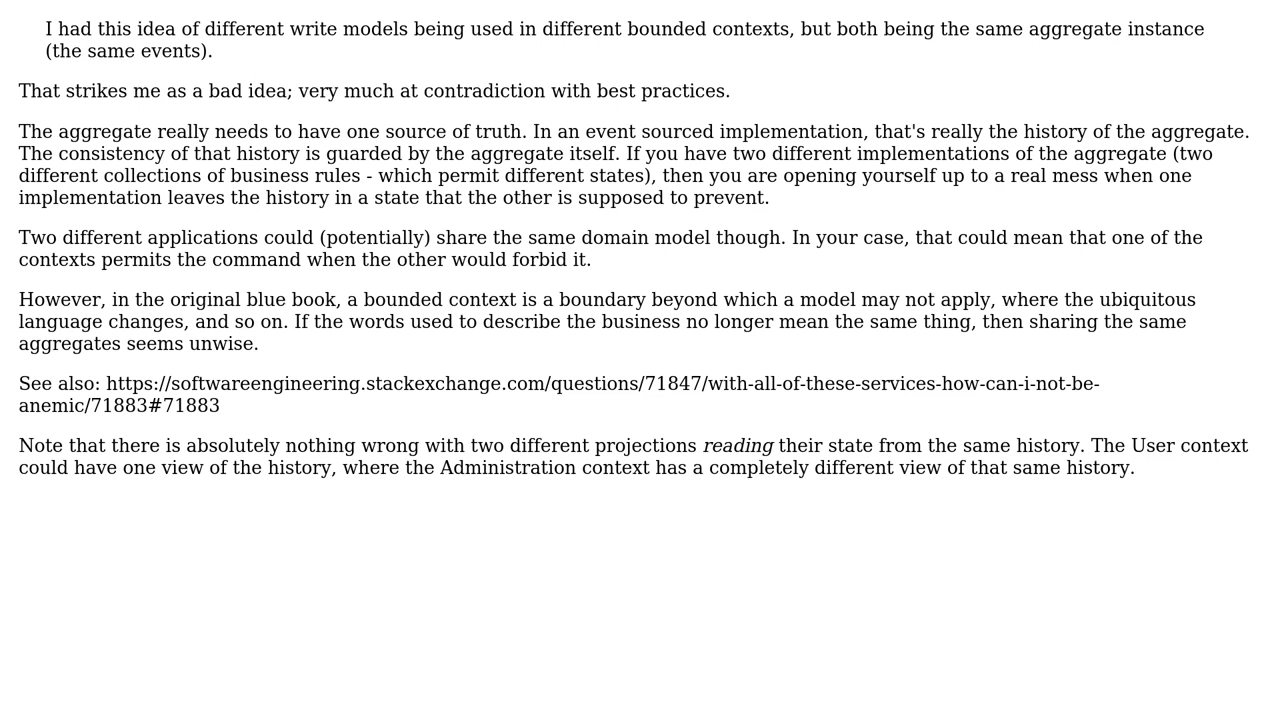 I had this idea of different write models being used in different bounded contexts, but both being the same aggregate instance
(the same events).
That strikes me as a bad idea; very much at contradiction with best practices.
The aggregate really needs to have one source of truth. In an event sourced implementation, that's really the history of the aggregate.
The consistency of that history is guarded by the aggregate itself. If you have two different implementations of the aggregate (two
different collections of business rules - which permit different states), then you are opening yourself up to a real mess when one
implementation leaves the history in a state that the other is supposed to prevent.
Two different applications could (potentially) share the same domain model though. In your case, that could mean that one of the
contexts permits the command when the other would forbid it.
However, in the original blue book, a bounded context is a boundary beyond which a model may not apply, where the ubiquitous
language changes, and so on. If the words used to describe the business no longer mean the same thing, then sharing the same
aggregates seems unwise.
See also: https://softwareengineering.stackexchange.com/questions/71847/with-all-of-these-services-how-can-i-not-be-
anemic/71883#71883
Note that there is absolutely nothing wrong with two different projections reading their state from the same history. The User context
could have one view of the history, where the Administration context has a completely different view of that same history.